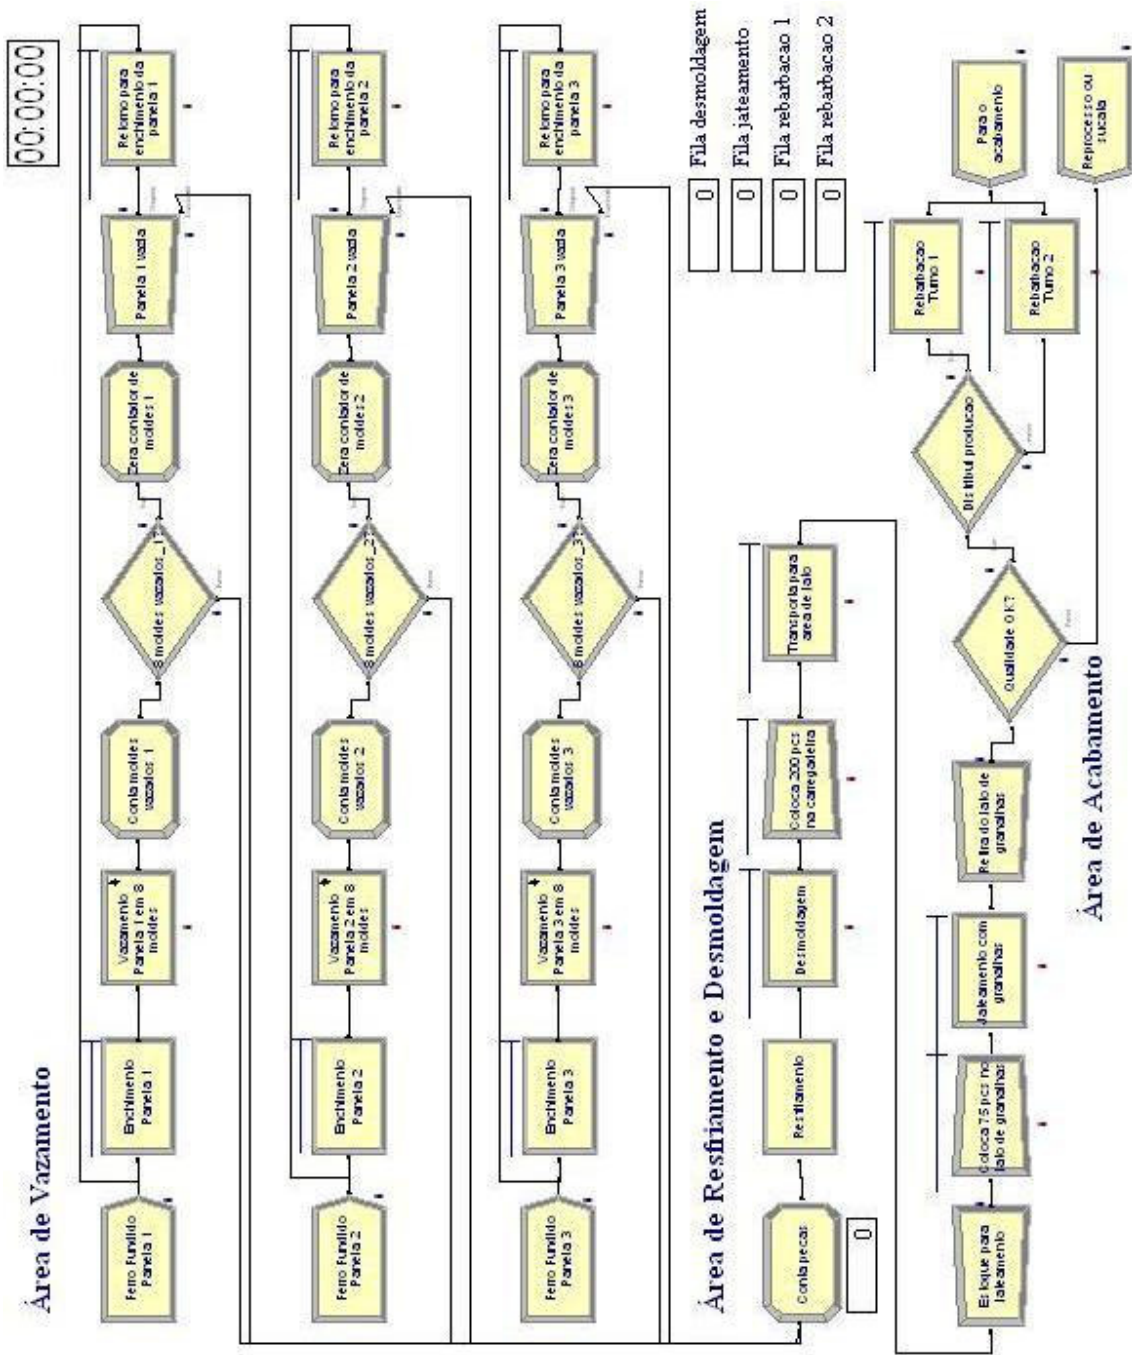 00:00:00
Área de Vazamento
Ferro Fundido
Panela 1
Enchimento
Panela 1
Vazamento
Panela 1 em 8
moldes
Conta moldes
vazados 1
8 moldes vazados_1?
Zera contador de
moldes 1
Panela 1 vazia
Retorno para
enchimento da
panela 1
Ferro Fundido
Panela 2
Enchimento
Panela 2
Vazamento
Panela 2 em 8
moldes
Conta moldes
vazados 2
8 moldes vazados_2?
Zera contador de
moldes 2
Panela 2 vazia
Retorno para
enchimento da
panela 2
Ferro Fundido
Panela 3
Enchimento
Panela 3
Vazamento
Panela 3 em 8
moldes
Conta moldes
vazados 3
8 moldes vazados_3?
Zera contador de
moldes 3
Panela 3 vazia
Retorno para
enchimento da
panela 3
0 Fila desmoldagem
0 Fila jateamento
0 Fila rebarbacao 1
0 Fila rebarbacao 2
Área de Resfriamento e Desmoldagem
Conta pecas
0
Resfriamento
Desmoldagem
Coloca 200 pcs
na carregadeira
Transporta para
area de jato
Estoque para
jateamento
Coloca 75 pcs no
jato de granalhas
Jateamento com
granalhas
Retira do jato de
granalhas
Qualidade OK?
Distribui producao
Rebarbacao
Turno 1
Rebarbacao
Turno 2
Para o
acabamento
Reprocesso ou
sucata
Área de Acabamento